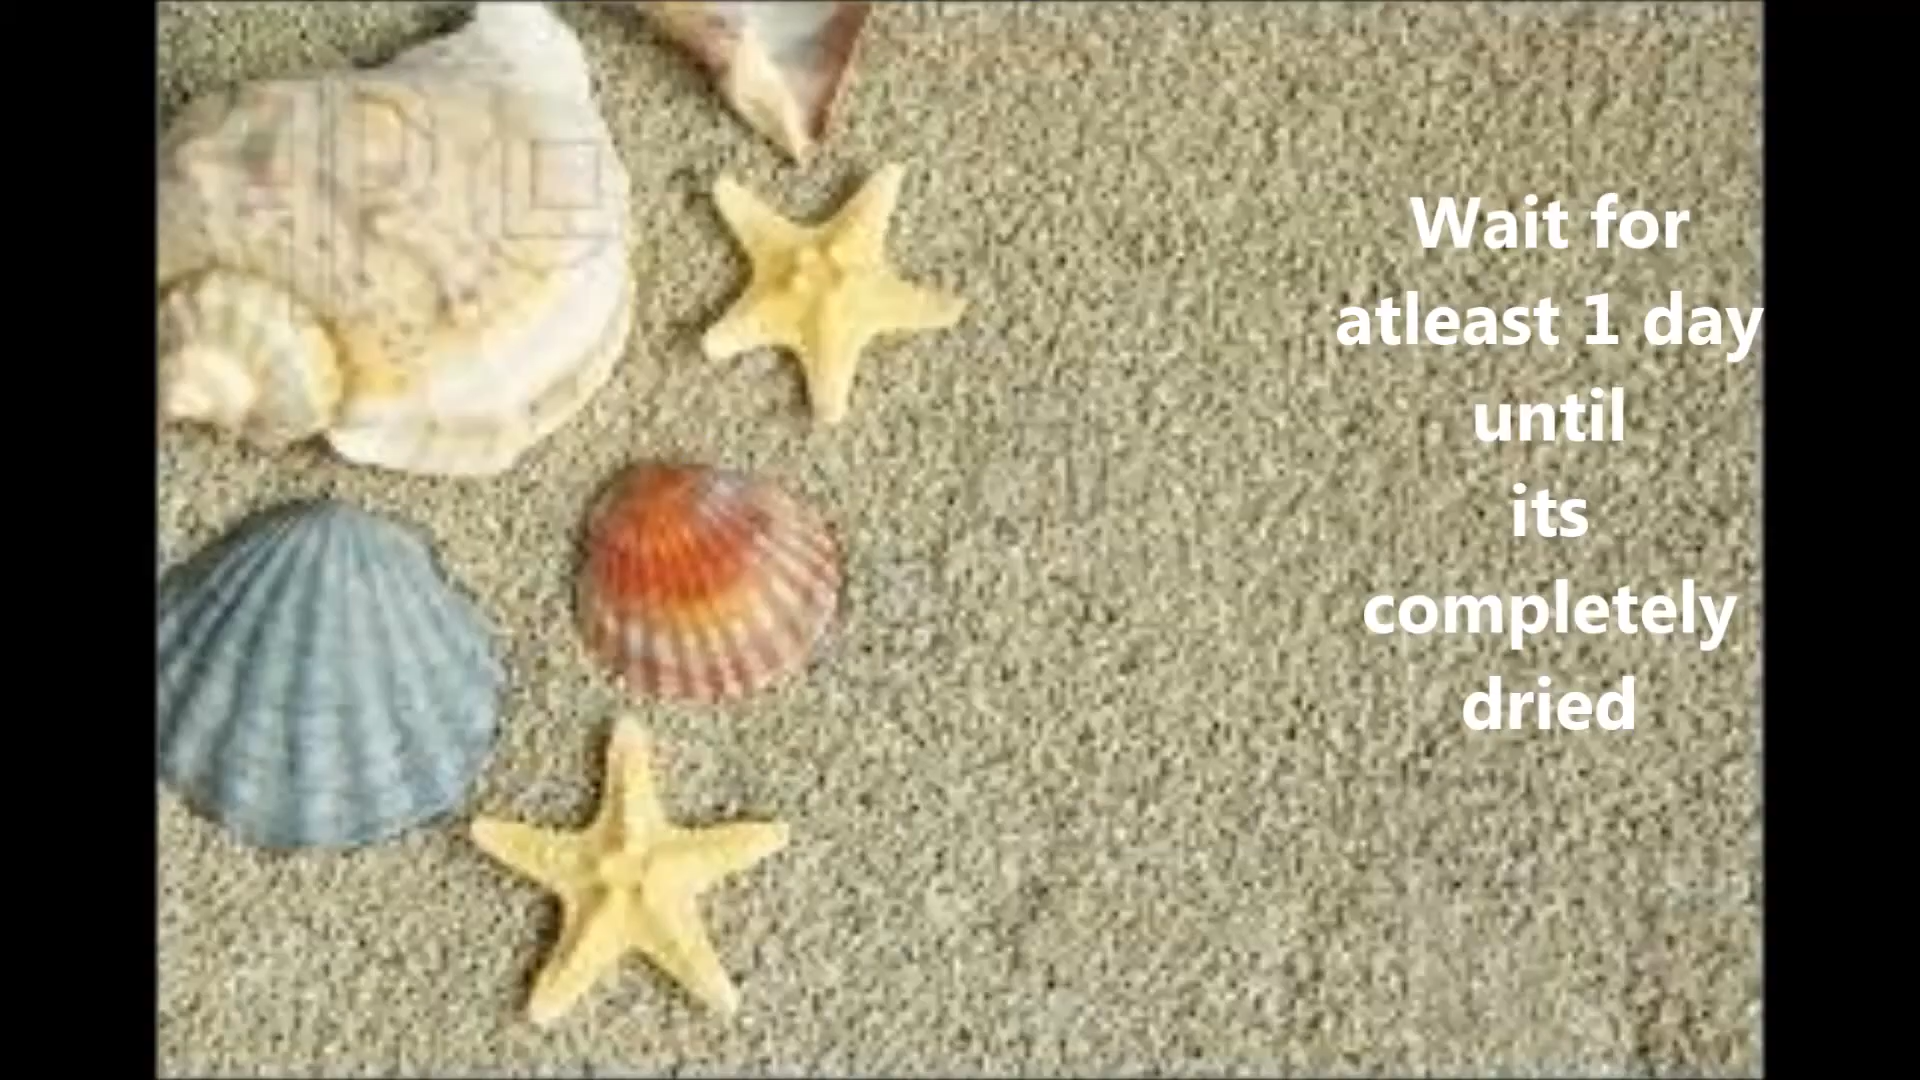 Wait for
atleast 1 day
until
its
completely
dried